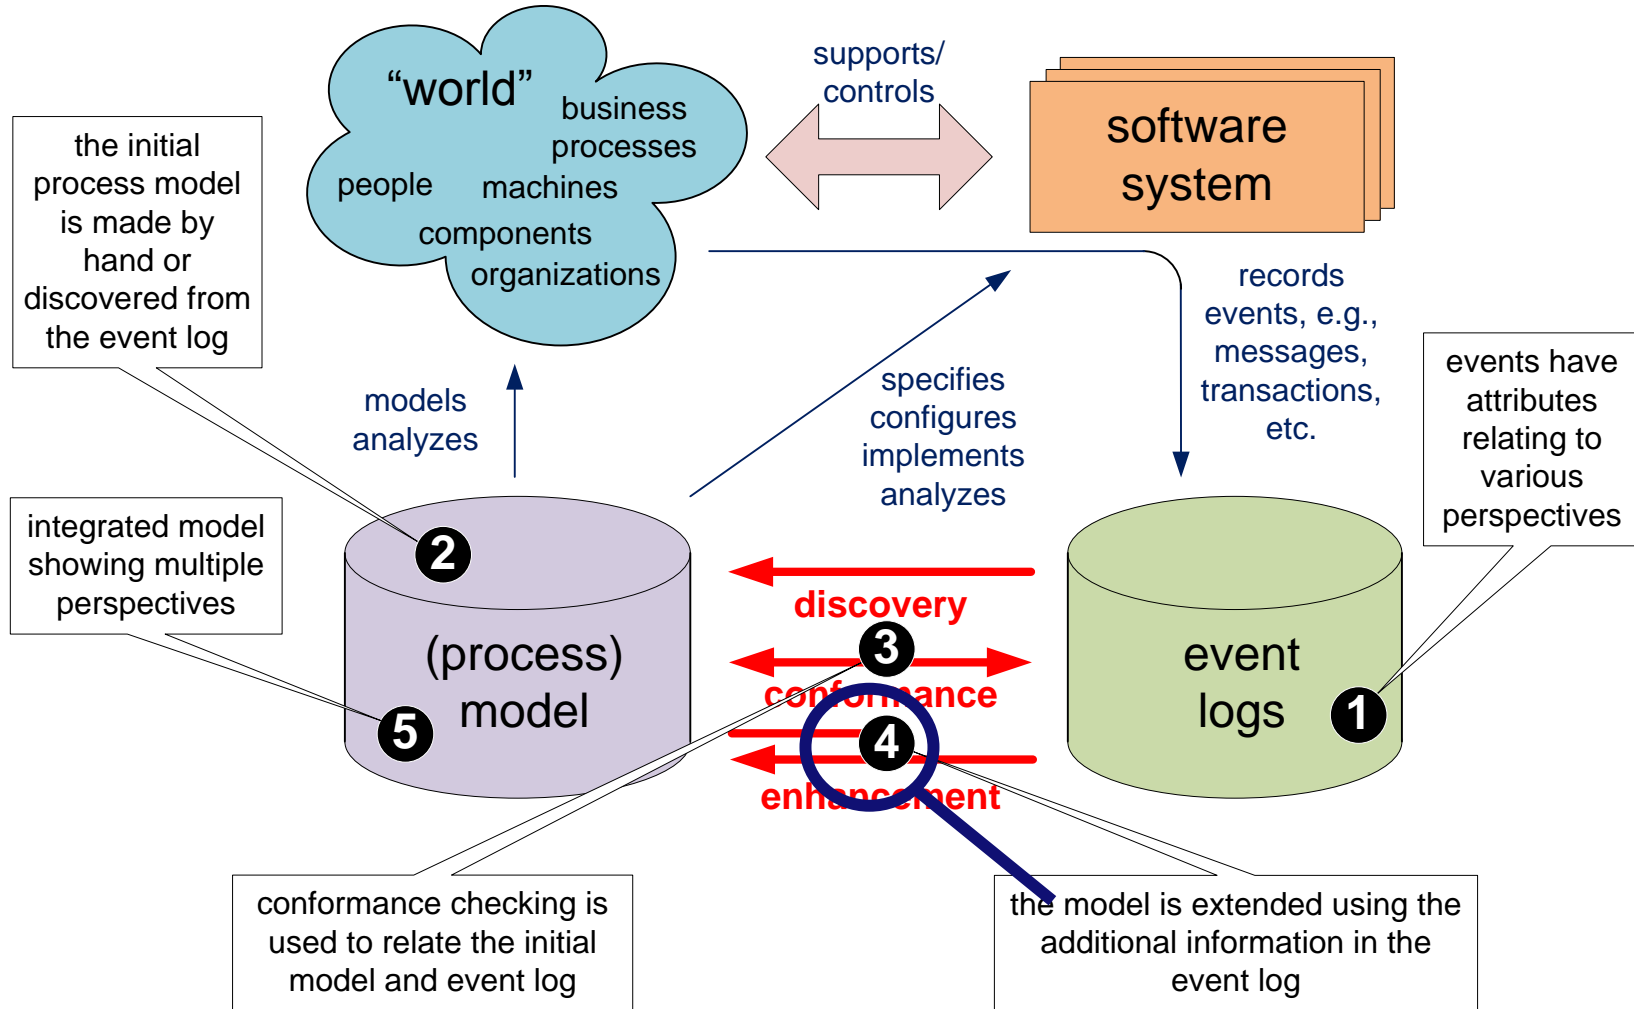 “world”
business
processes
people
machines
components
organizations
supports/
controls
software
system
the initial
process model
is made by
hand or
discovered from
the event log
records
events, e.g.,
messages,
transactions,
etc.
events have
attributes
relating to
various
perspectives
models
analyzes
specifies
configures
implements
analyzes
integrated model
showing multiple
perspectives
2
(process)
model
5
discovery
3
conformance
4
enhancement
event
logs
1
conformance checking is
used to relate the initial
model and event log
the model is extended using the
additional information in the
event log